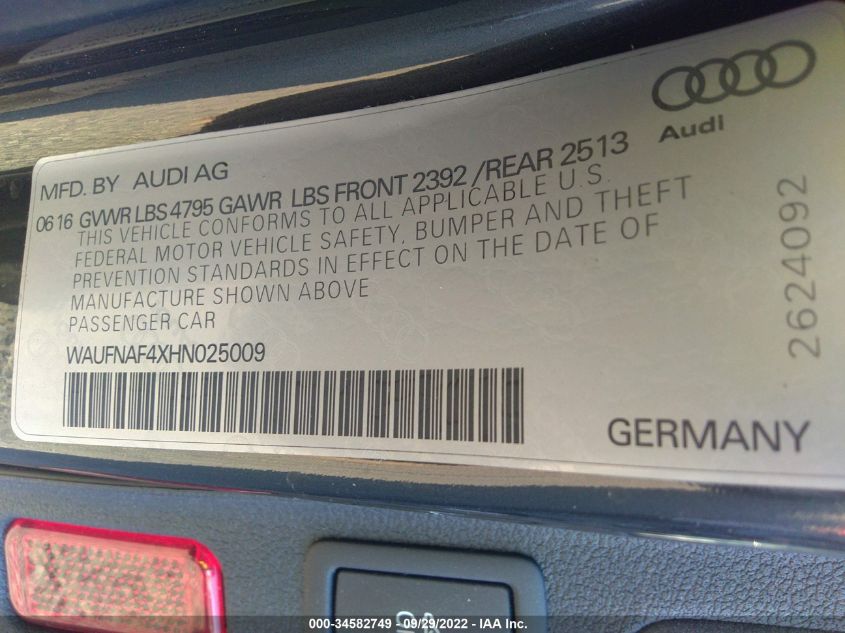 Audi
MFD. BY AUDI AG
06 16 GVWR LBS 4795 GAWR LBS FRONT 2392 /REAR 2513
THIS VEHICLE CONFORMS TO ALL APPLICABLE U.S.
FEDERAL MOTOR VEHICLE SAFETY, BUMPER AND THEFT
PREVENTION STANDARDS IN EFFECT ON THE DATE OF
MANUFACTURE SHOWN ABOVE
PASSENGER CAR
WAUFNAF4XHN025009
2624092
GERMANY
000-34582749 - 09/29/2022 - IAA Inc.